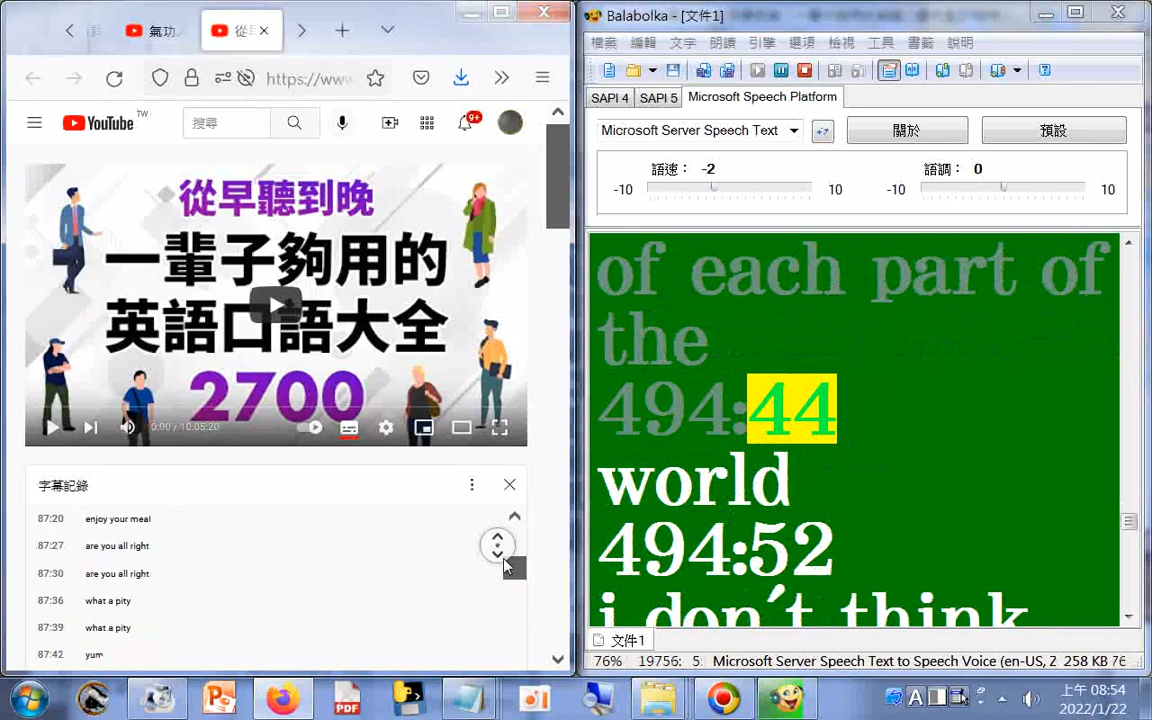 氣功
從
https://www
YouTube TW
搜尋
9+
從早聽到晚
一輩子夠用的
英語口語大全
2700
0:00 / 10:05:20
字幕記錄
87:20 enjoy your meal
87:27 are you all right
87:30 are you all right
87:36 what a pity
87:39 what a pity
87:42 yum
Balabolka - [文件1]
檔案 編輯 文字 朗讀 引擎 選項 檢視 工具 書籤 說明
SAPI 4 SAPI 5 Microsoft Speech Platform
Microsoft Server Speech Text 關於 預設
語速： -2 語調： 0
-10 10 -10 10
of each part of
the
494:44
world
494:52
i don't think
文件1
76% 19756: 5: Microsoft Server Speech Text to Speech Voice (en-US, Z 258 KB 76
PDF
A
上午 08:54
2022/1/22